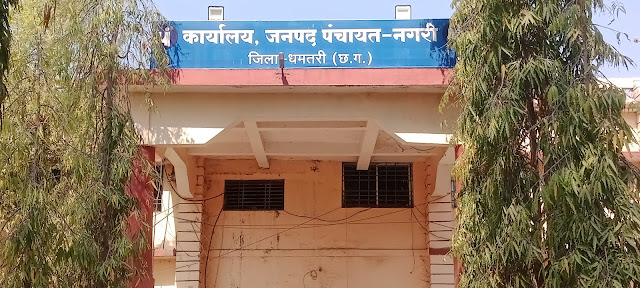 कार्यालय, जनपद पंचायत-नगरी
जिला धमतरी (छ.ग.)